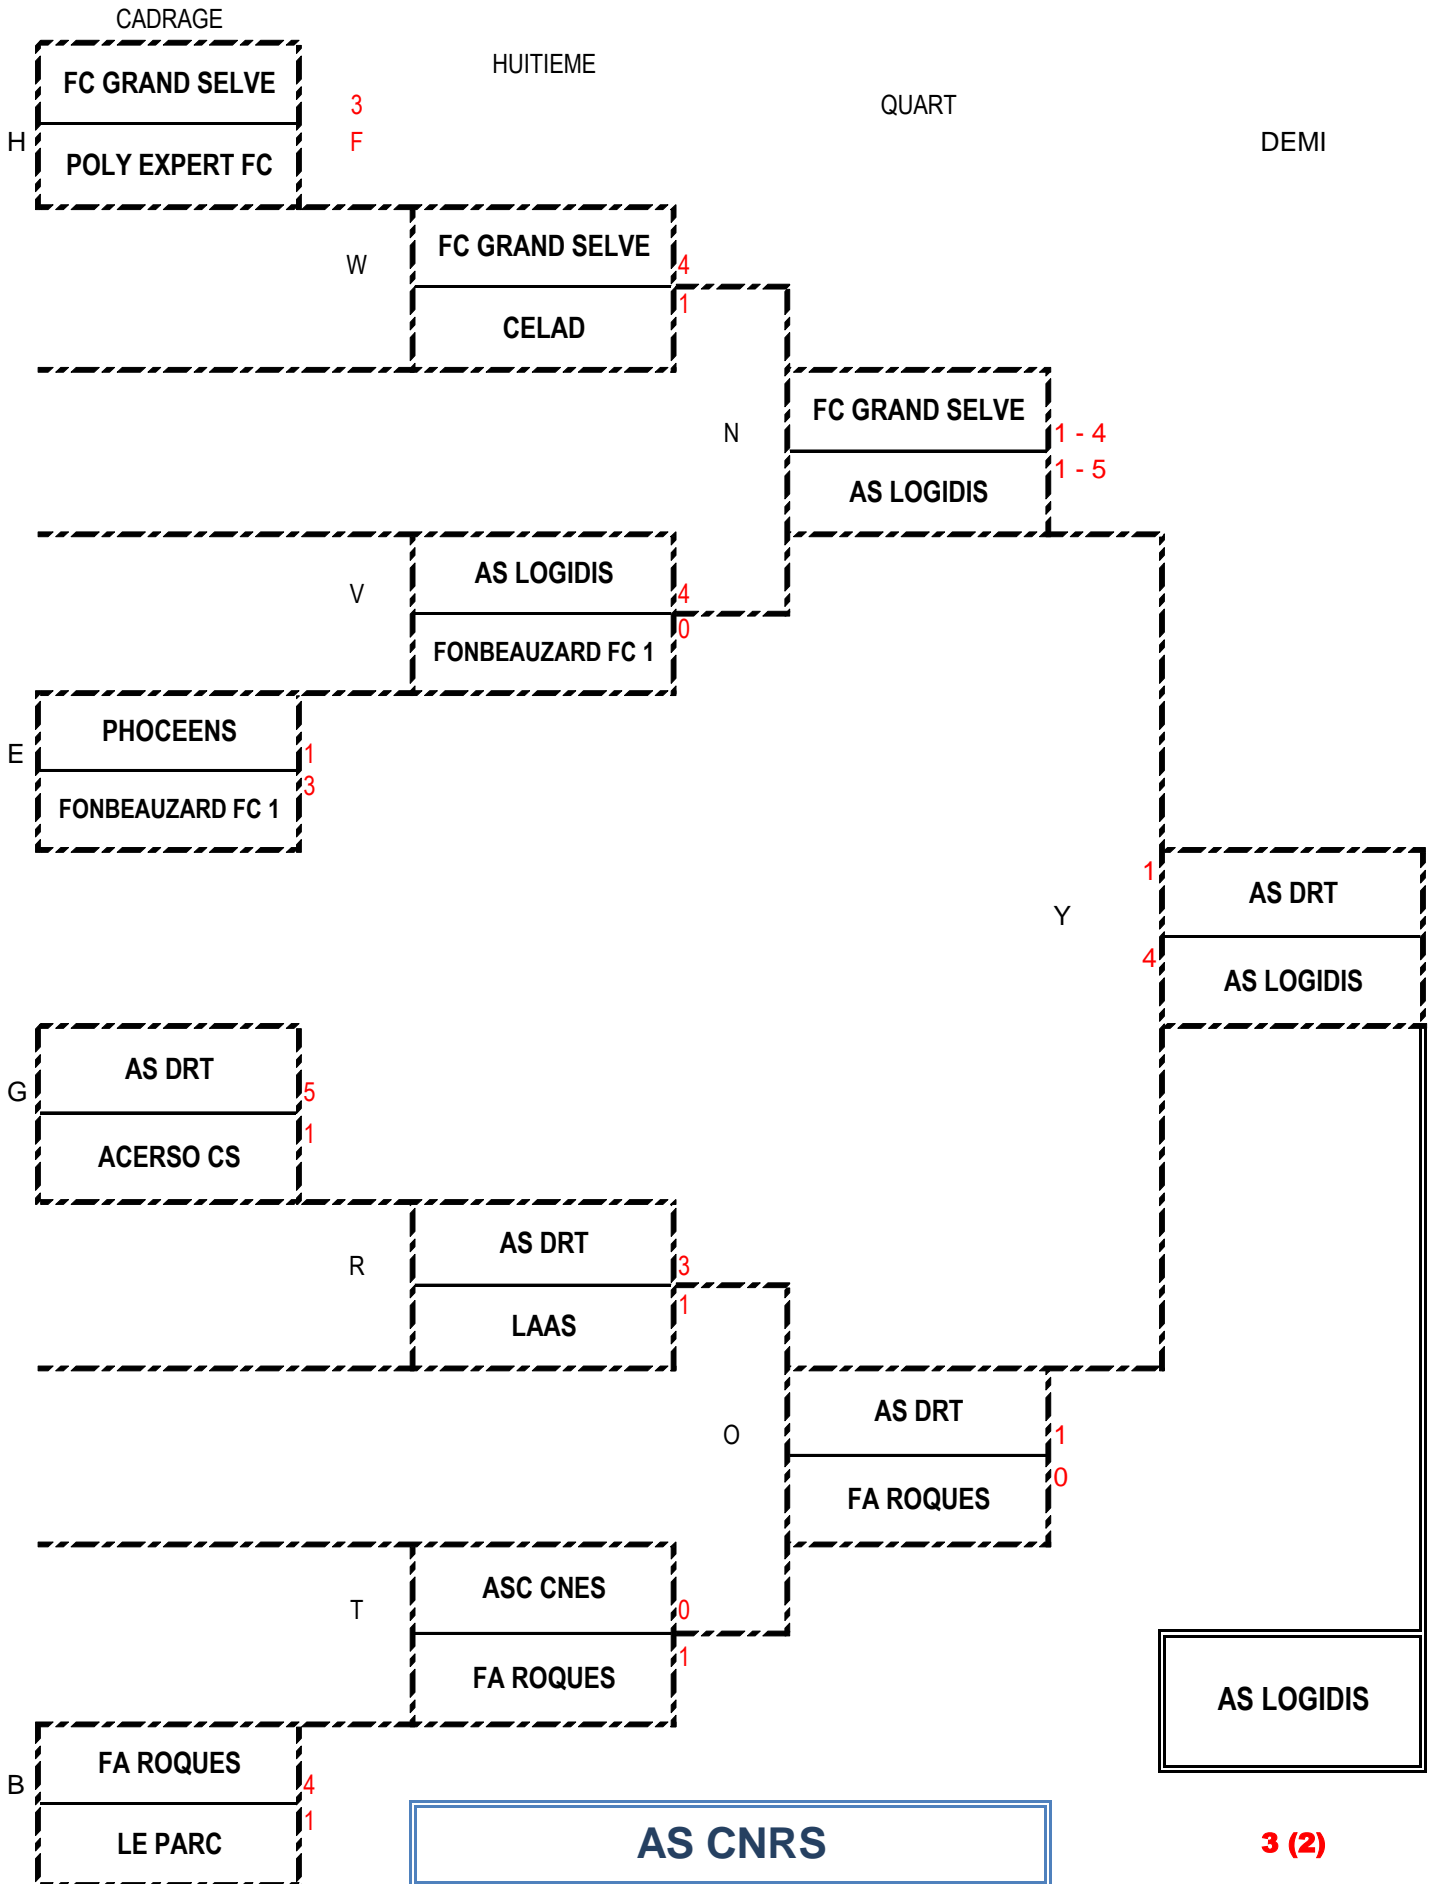 CADRAGE
HUITIEME
QUART
DEMI
FC GRAND SELVE
3
H
F
POLY EXPERT FC
FC GRAND SELVE
4
W
1
CELAD
FC GRAND SELVE
1 - 4
N
1 - 5
AS LOGIDIS
AS LOGIDIS
4
V
0
FONBEAUZARD FC 1
PHOCEENS
1
E
3
FONBEAUZARD FC 1
1
AS DRT
Y
4
AS LOGIDIS
AS DRT
5
G
1
ACERSO CS
AS DRT
3
R
1
LAAS
AS DRT
1
O
0
FA ROQUES
ASC CNES
0
T
1
FA ROQUES
AS LOGIDIS
FA ROQUES
4
B
1
LE PARC
AS CNRS
3 (2)